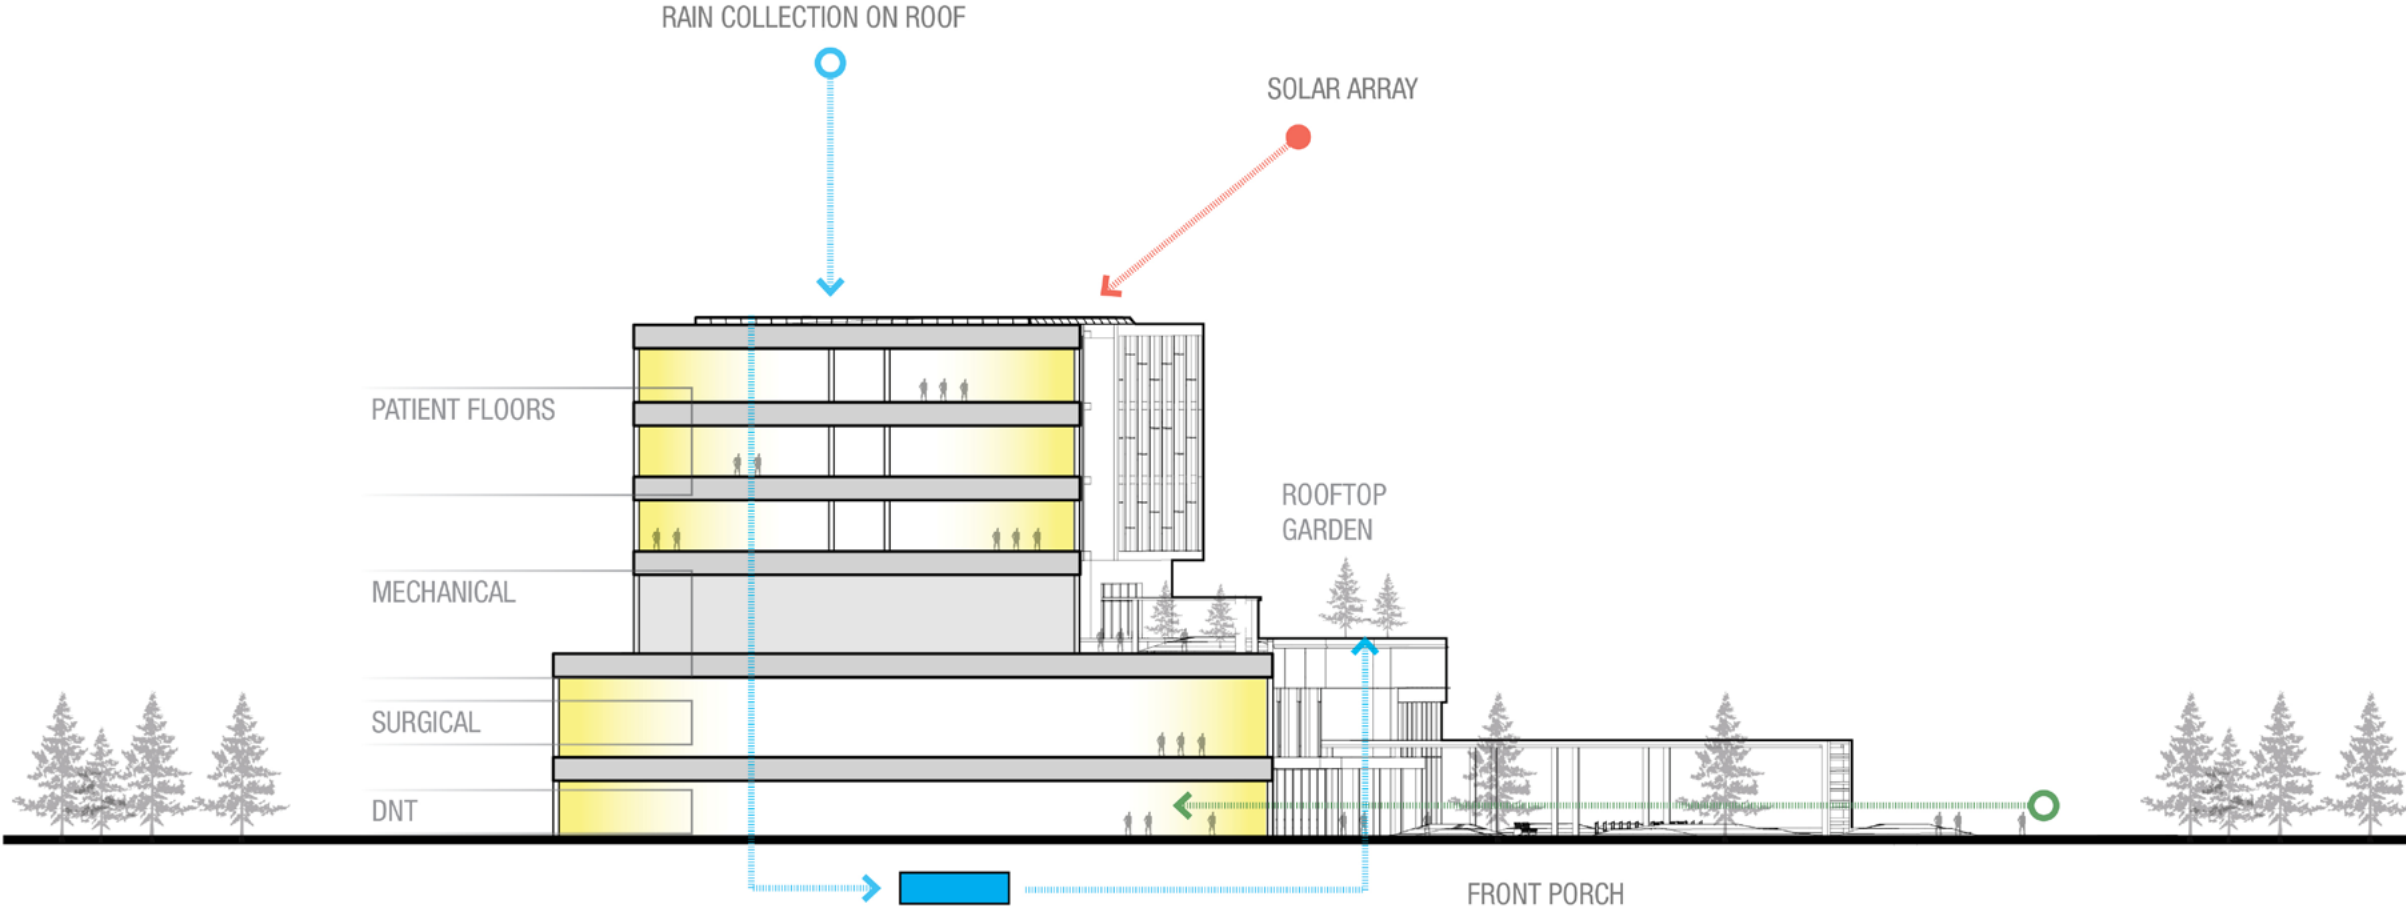 RAIN COLLECTION ON ROOF
SOLAR ARRAY
PATIENT FLOORS
ROOFTOP
GARDEN
MECHANICAL
SURGICAL
DNT
FRONT PORCH